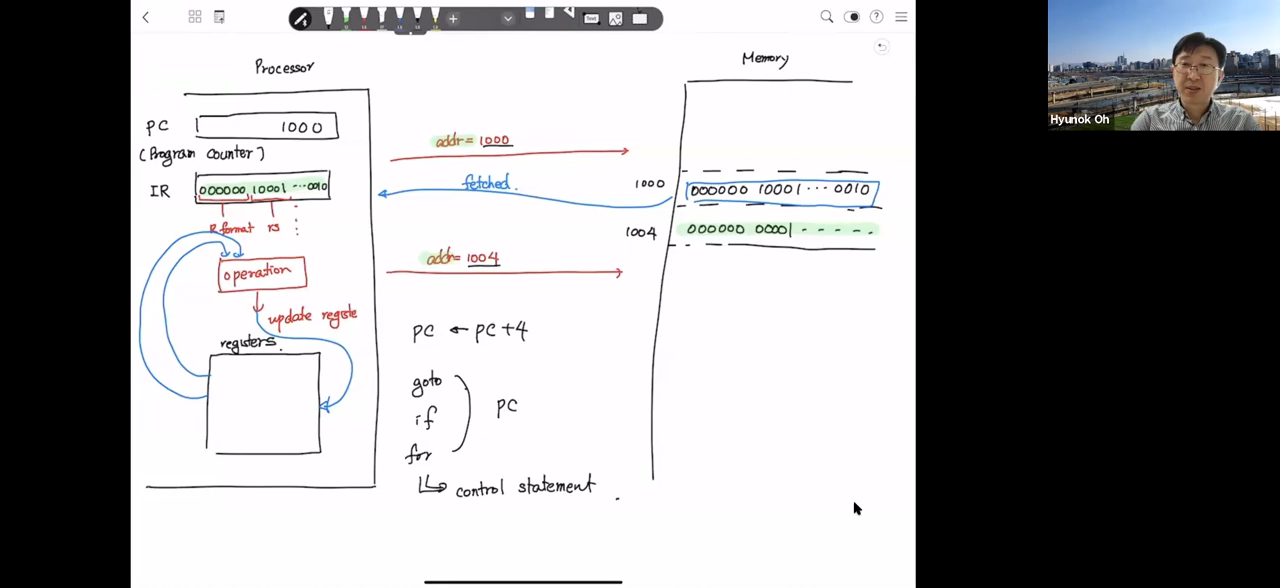 Processor
Memory
PC
1000
(Program counter)
addr= 1000
IR
000000 10001 ...0010
fetched.
1000
000000 10001 ... 0010
R format
rs
1004
000000 00001 - - - - -
addr= 1004
operation
update registe
PC ← PC+4
registers.
goto
if
for
PC
control statement
Hyunok Oh